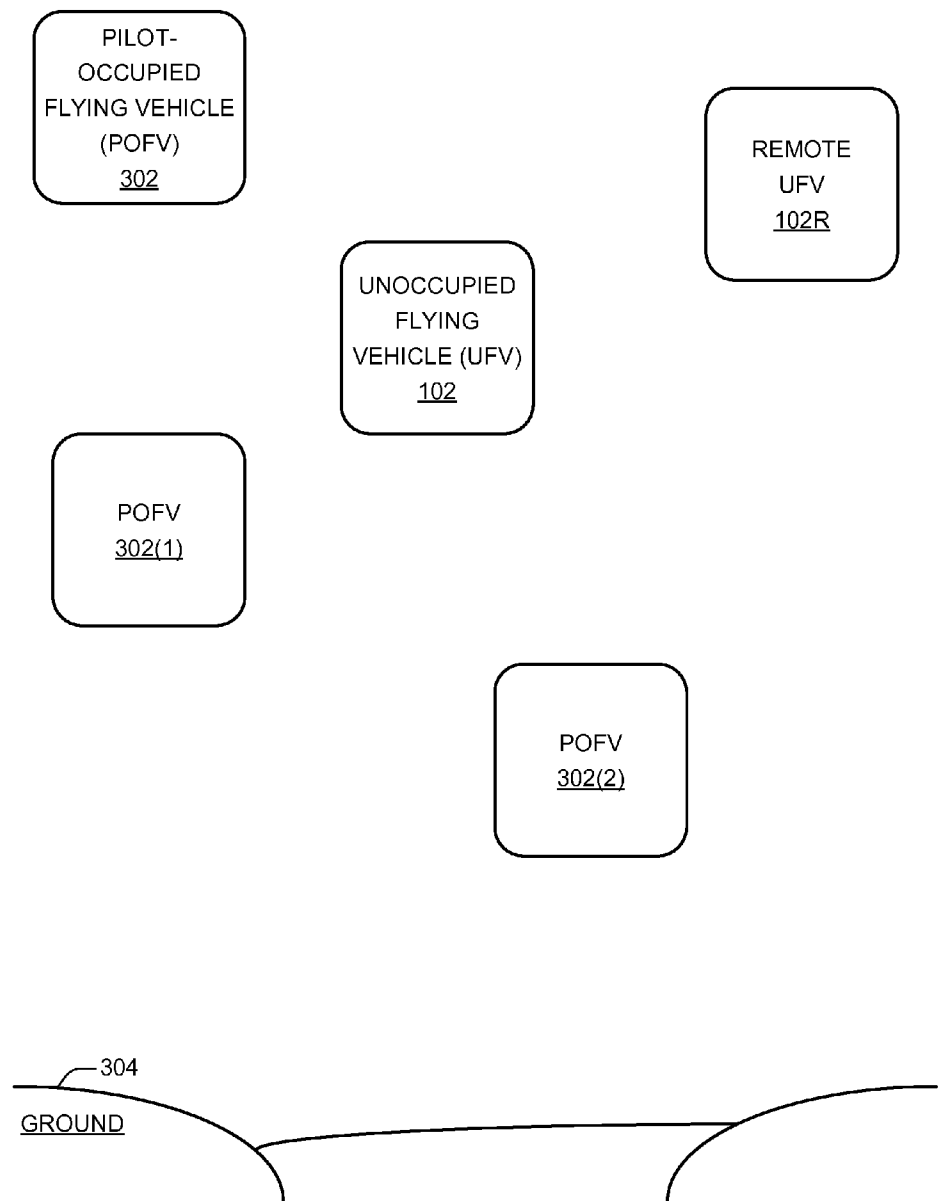 PILOT-
OCCUPIED
FLYING VEHICLE
(POFV)
302
REMOTE
UFV
102R
UNOCCUPIED
FLYING
VEHICLE (UFV)
102
POFV
302(1)
POFV
302(2)
304
GROUND